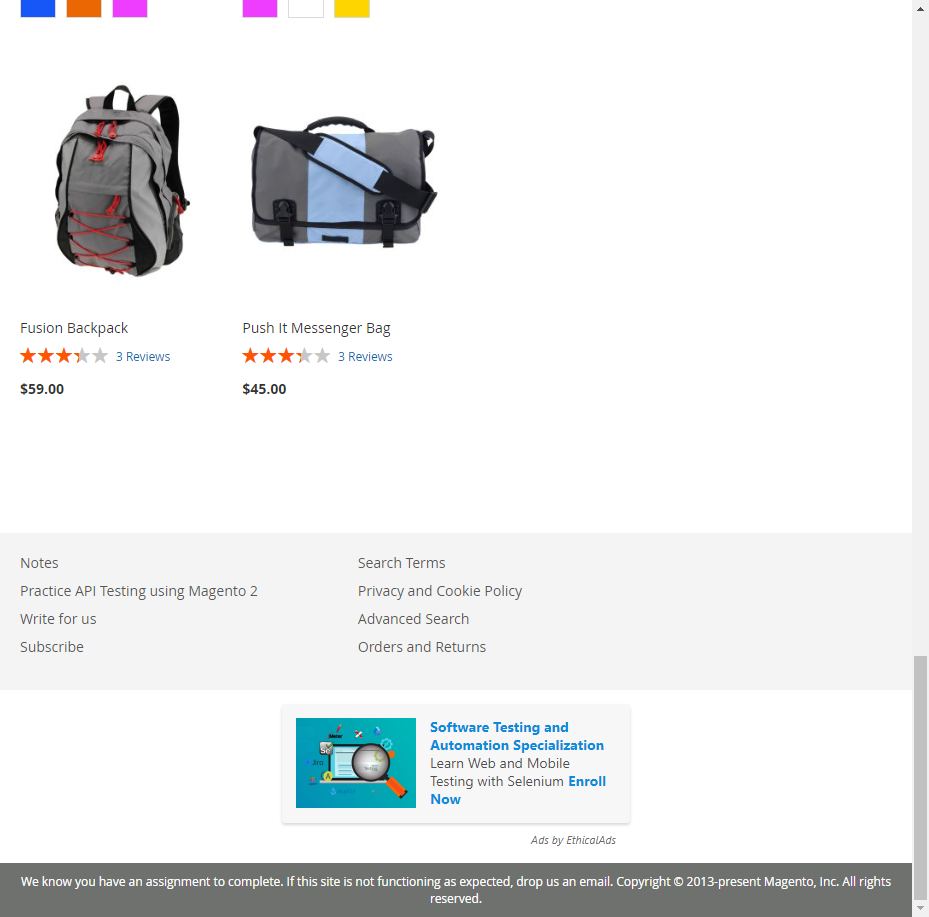 Fusion Backpack
3 Reviews
$59.00
Push It Messenger Bag
3 Reviews
$45.00
Notes
Practice API Testing using Magento 2
Write for us
Subscribe
Search Terms
Privacy and Cookie Policy
Advanced Search
Orders and Returns
Software Testing and
Automation Specialization
Learn Web and Mobile
Testing with Selenium Enroll
Now
Ads by EthicalAds
We know you have an assignment to complete. If this site is not functioning as expected, drop us an email. Copyright © 2013-present Magento, Inc. All rights
reserved.